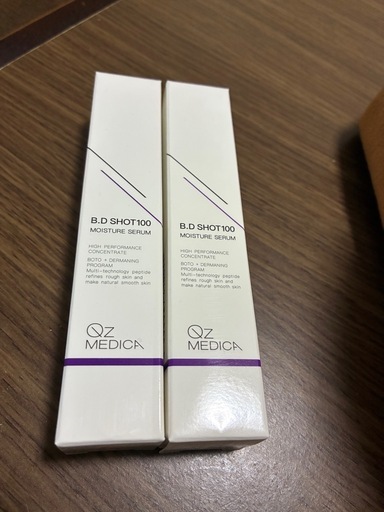 B.D SHOT100
MOISTURE SERUM
HIGH PERFORMANCE
CONCENTRATE
BOTO + DERMANING
PROGRAM
Multi-technology peptide
refines rough skin and
make natural smooth skin
QZ
MEDICA
B.D SHOT100
MOISTURE SERUM
HIGH PERFORMANCE
CONCENTRATE
BOTO + DERMANING
PROGRAM
Multi-technology peptide
refines rough skin and
make natural smooth skin
QZ
MEDICA